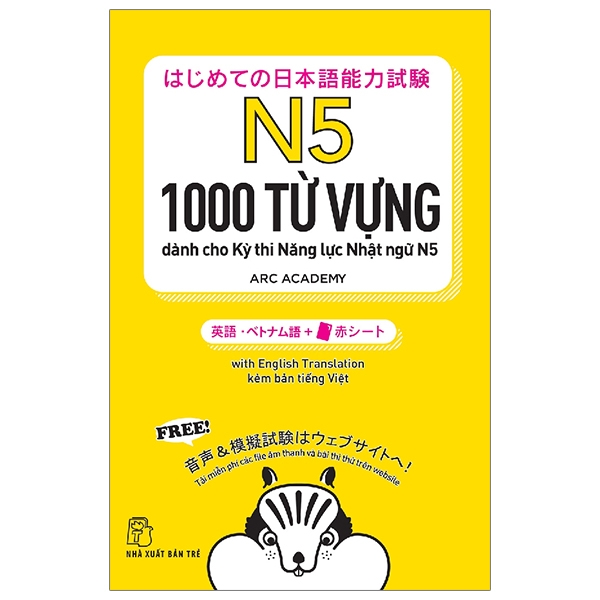 はじめての日本語能力試験
N5
1000 TỪ VỰNG
dành cho Kỳ thi Năng lực Nhật ngữ N5
ARC ACADEMY
英語・ベトナム語 + 赤シート
with English Translation
kèm bản tiếng Việt
FREE!
音声&模擬試験はウェブサイトへ!
Tải miễn phí các file âm thanh và bài thi thử trên website
NHÀ XUẤT BẢN TRẺ